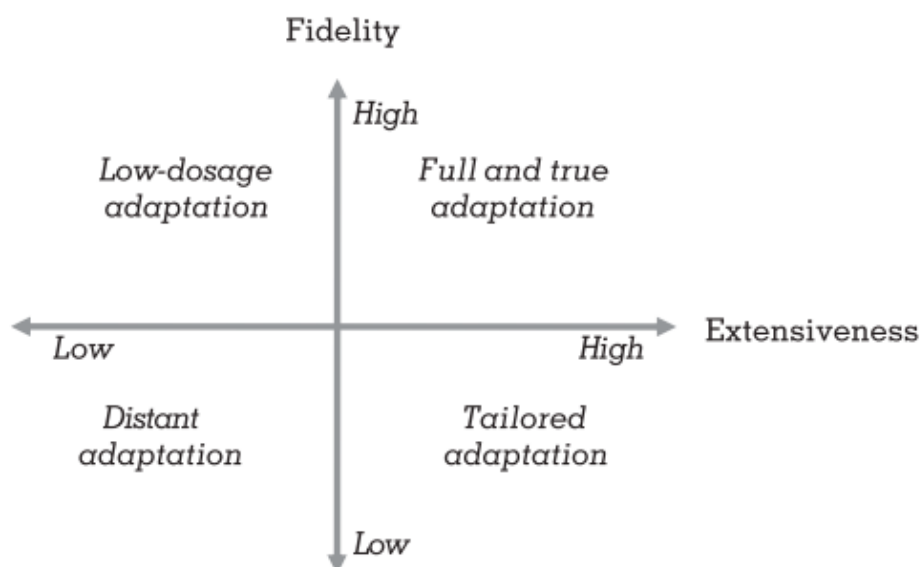 Fidelity
High
Low-dosage
adaptation
Full and true
adaptation
Low
High
Extensiveness
Distant
adaptation
Tailored
adaptation
Low